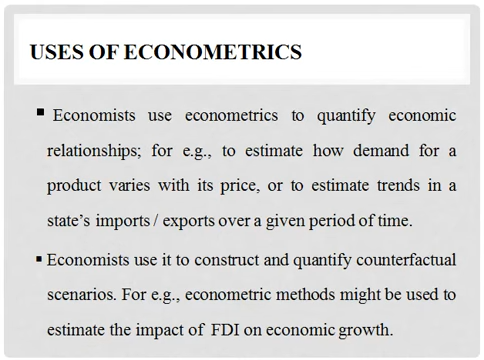 USES OF ECONOMETRICS
▪ Economists use econometrics to quantify economic
relationships; for e.g., to estimate how demand for a
product varies with its price, or to estimate trends in a
state’s imports / exports over a given period of time.
▪ Economists use it to construct and quantify counterfactual
scenarios. For e.g., econometric methods might be used to
estimate the impact of FDI on economic growth.